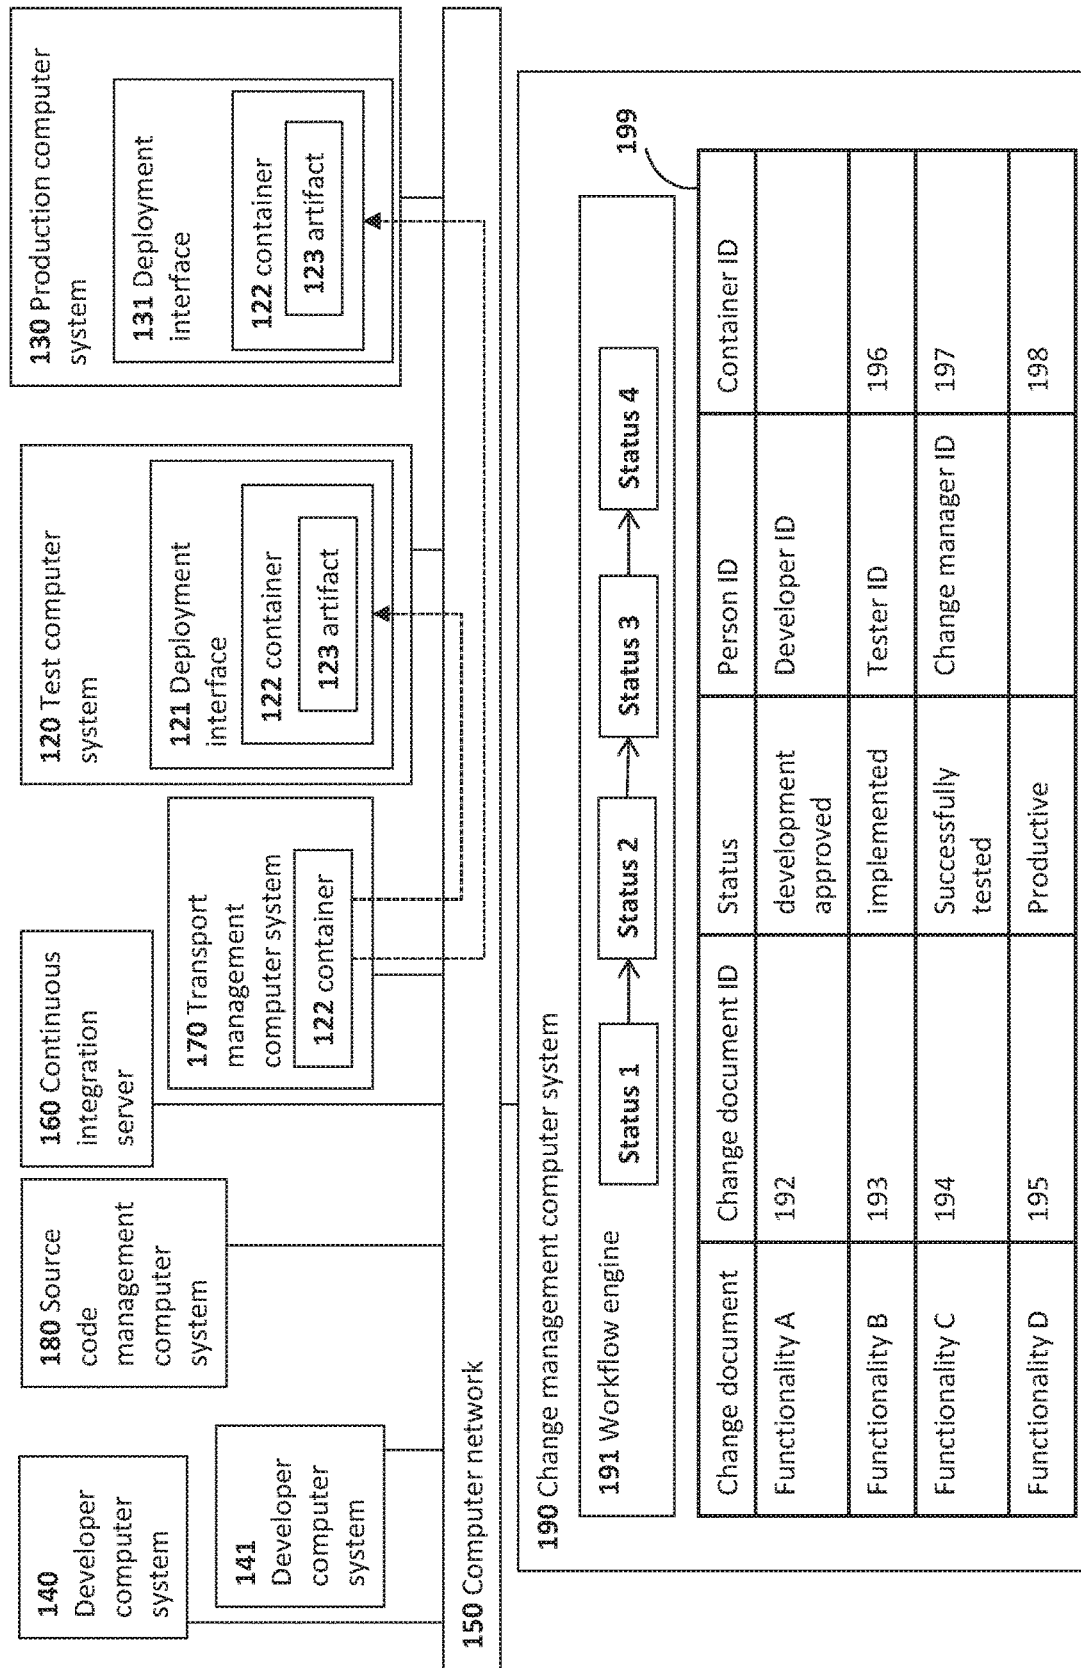 140
Developer
computer
system
141
Developer
computer
system
180 Source
code
management
computer
system
160 Continuous
integration
server
170 Transport
management
computer system
122 container
120 Test computer
system
121 Deployment
interface
122 container
123 artifact
130 Production computer
system
131 Deployment
interface
122 container
123 artifact
150 Computer network
190 Change management computer system
191 Workflow engine
Status 1
Status 2
Status 3
Status 4
199
Change document Change document ID Status Person ID Container ID
Functionality A 192 development Developer ID
approved
Functionality B 193 implemented Tester ID 196
Functionality C 194 Successfully Change manager ID 197
tested
Functionality D 195 Productive 198